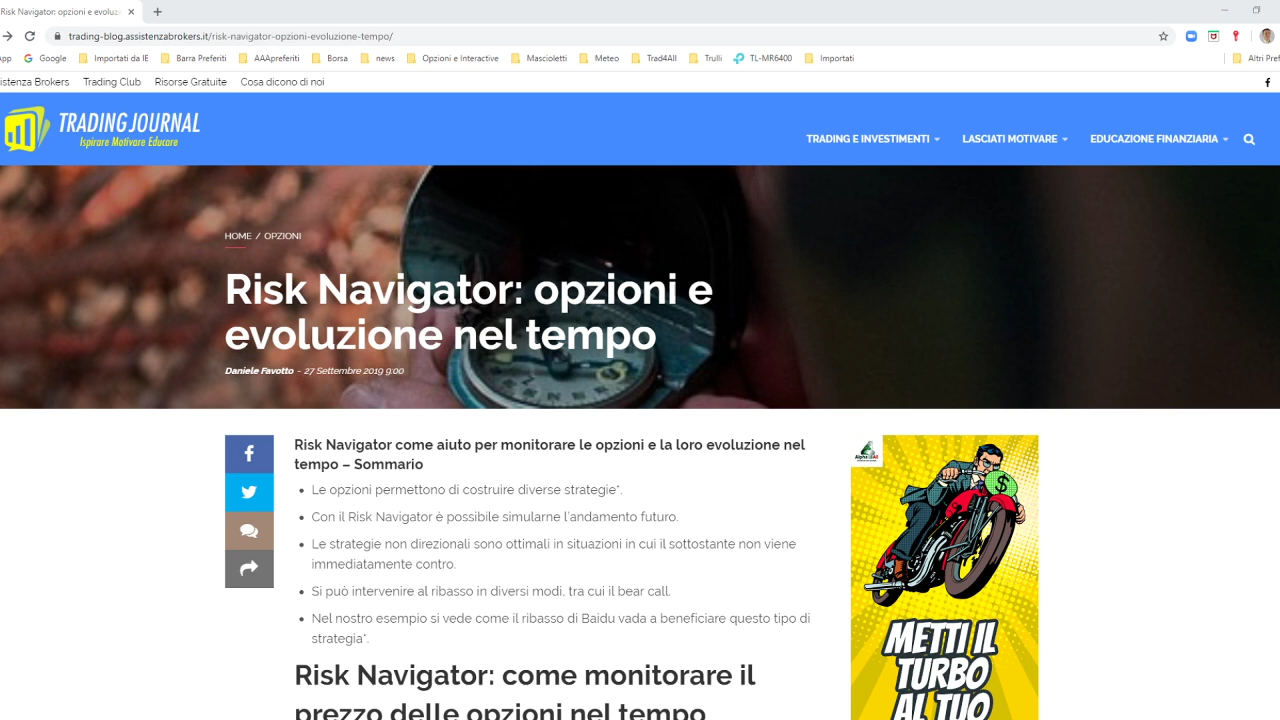 Risk Navigator: opzioni e evoluz
trading-blog.assistenzabrokers.it/risk-navigator-opzioni-evoluzione-tempo/
App Google Importati da IE Barra Preferiti AAApreferiti Borsa news Opzioni e Interactive Mascioletti Meteo Trad4All Trulli TL-MR6400 Importati Altri Pref
istenza Brokers Trading Club Risorse Gratuite Cosa dicono di noi
TRADING JOURNAL
Ispirare Motivare Educare
TRADING E INVESTIMENTI LASCIATI MOTIVARE EDUCAZIONE FINANZIARIA
HOME / OPZIONI
Risk Navigator: opzioni e
evoluzione nel tempo
Daniele Favotto - 27 Settembre 2019 9:00
Risk Navigator come aiuto per monitorare le opzioni e la loro evoluzione nel
tempo – Sommario
Le opzioni permettono di costruire diverse strategie*.
Con il Risk Navigator è possibile simularne l'andamento futuro.
Le strategie non direzionali sono ottimali in situazioni in cui il sottostante non viene
immediatamente contro.
Si può intervenire al ribasso in diversi modi, tra cui il bear call.
Nel nostro esempio si vede come il ribasso di Baidu vada a beneficiare questo tipo di
strategia*.
Risk Navigator: come monitorare il
prezzo delle opzioni nel tempo
$
METTI IL
TURBO
AL TUO